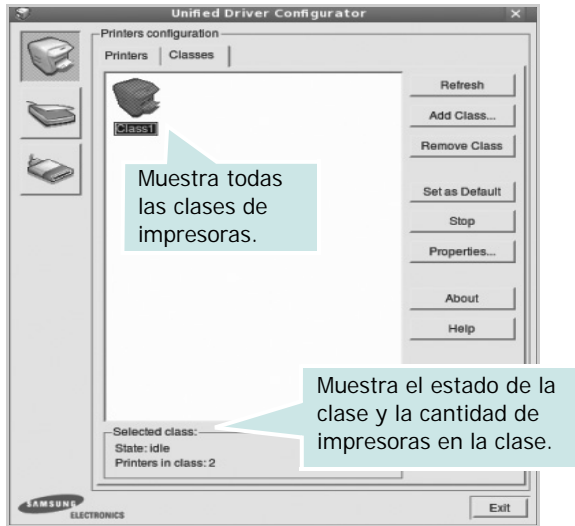 Unified Driver Configurator
Printers configuration
Printers
Classes
Class1
Refresh
Add Class...
Remove Class
Set as Default
Stop
Properties...
About
Help
Muestra todas
las clases de
impresoras.
Muestra el estado de la
clase y la cantidad de
impresoras en la clase.
Selected class:
State: idle
Printers in class: 2
SAMSUNG
ELECTRONICS
Exit